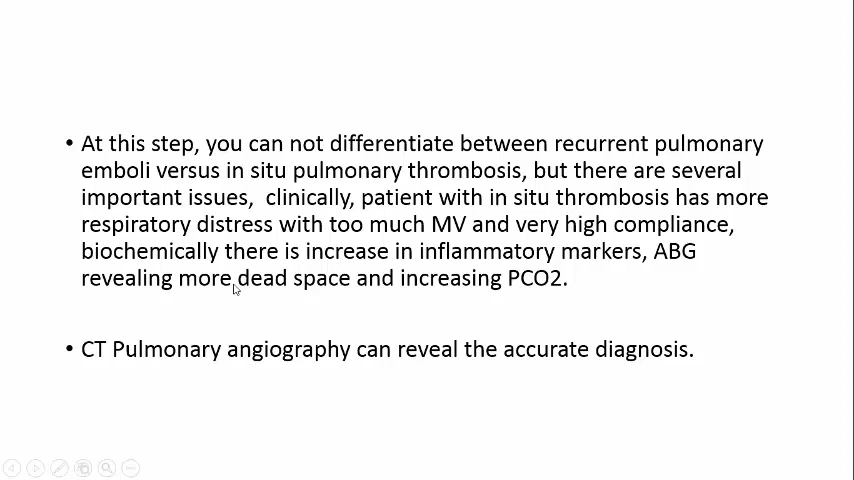 • At this step, you can not differentiate between recurrent pulmonary
emboli versus in situ pulmonary thrombosis, but there are several
important issues,  clinically, patient with in situ thrombosis has more
respiratory distress with too much MV and very high compliance,
biochemically there is increase in inflammatory markers, ABG
revealing more dead space and increasing PCO2.
• CT Pulmonary angiography can reveal the accurate diagnosis.